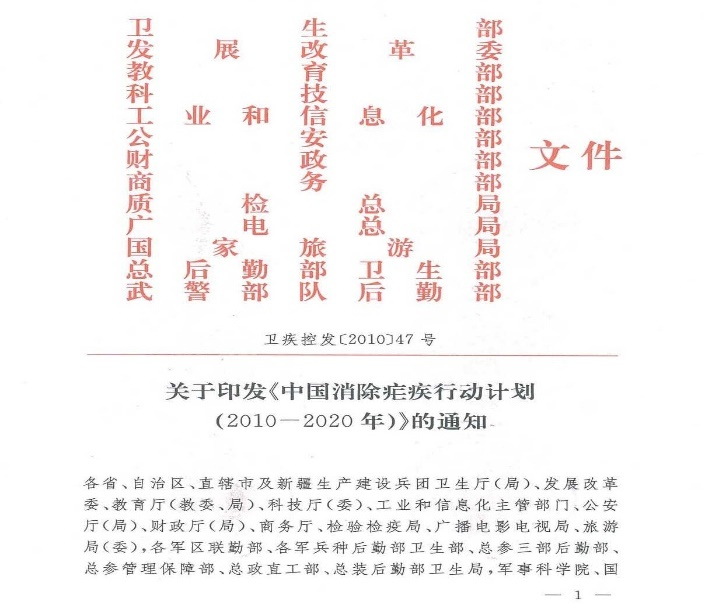 卫生部
发展改革委
教育部
科技部
工业和信息化部
公安部
财政部
商务部
质检总局
广电总局
国家旅游局
总后勤部卫生部
武警部队后勤部
文件
卫疾控发〔2010〕47号
关于印发《中国消除疟疾行动计划
(2010—2020年)》的通知
各省、自治区、直辖市及新疆生产建设兵团卫生厅(局)、发展改革
委、教育厅(教委、局)、科技厅(委)、工业和信息化主管部门、公安
厅(局)、财政厅(局)、商务厅、检验检疫局、广播电影电视局、旅游
局(委),各军区联勤部、各军兵种后勤部卫生部、总参三部后勤部、
总参管理保障部、总政直工部、总装后勤部卫生局,军事科学院、国
— 1 —